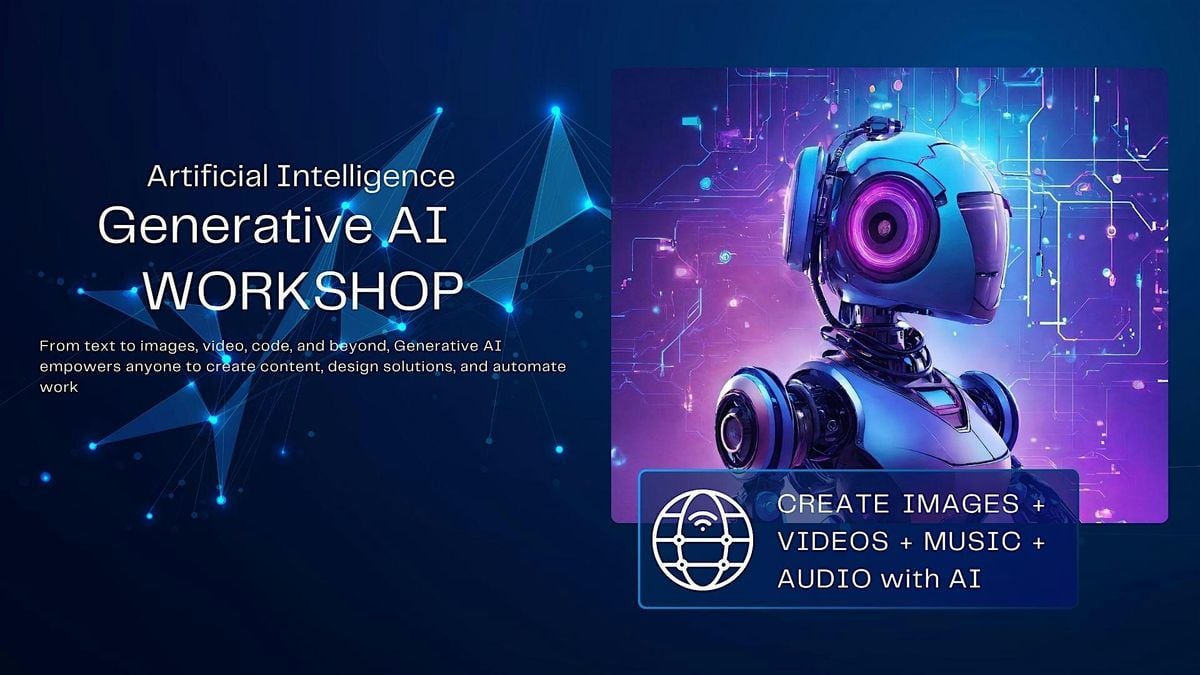 Artificial Intelligence
Generative AI
WORKSHOP
From text to images, video, code, and beyond, Generative AI
empowers anyone to create content, design solutions, and automate
work
CREATE IMAGES +
VIDEOS + MUSIC +
AUDIO with AI